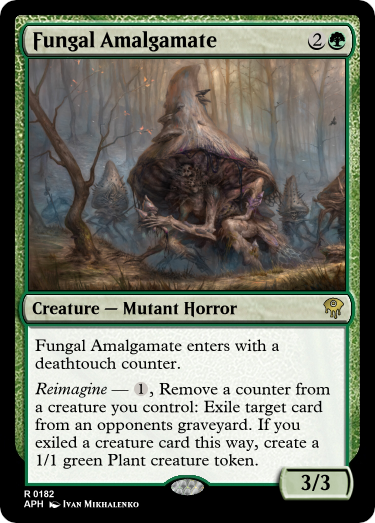 Fungal Amalgamate 2
Creature — Mutant Horror
Fungal Amalgamate enters with a
deathtouch counter.
Reimagine — 1, Remove a counter from
a creature you control: Exile target card
from an opponents graveyard. If you
exiled a creature card this way, create a
1/1 green Plant creature token.
3/3
R 0182
APH Ivan Mikhalenko